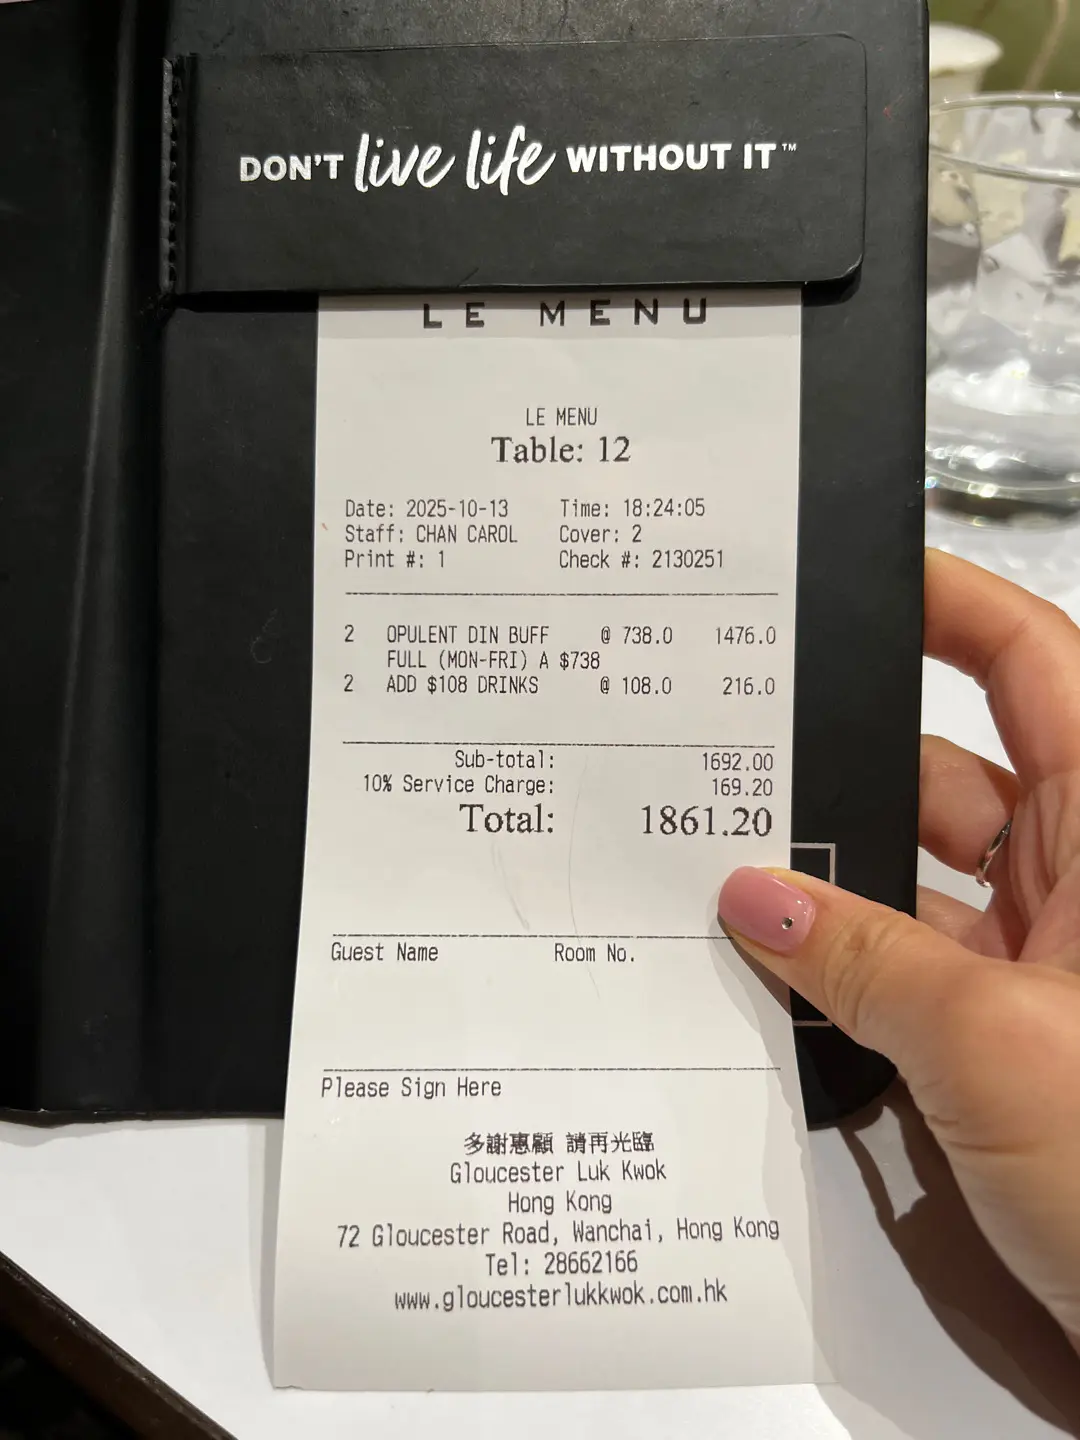 DON'T live life WITHOUT IT™
LE MENU
LE MENU
Table: 12
Date: 2025-10-13 Time: 18:24:05
Staff: CHAN CAROL Cover: 2
Print #: 1 Check #: 2130251
2 OPULENT DIN BUFF @ 738.0 1476.0
FULL (MON-FRI) A $738
2 ADD $108 DRINKS @ 108.0 216.0
Sub-total: 1692.00
10% Service Charge: 169.20
Total: 1861.20
Guest Name Room No.
Please Sign Here
多謝惠顧 請再光臨
Gloucester Luk Kwok
Hong Kong
72 Gloucester Road, Wanchai, Hong Kong
Tel: 28662166
www.gloucesterlukkwok.com.hk